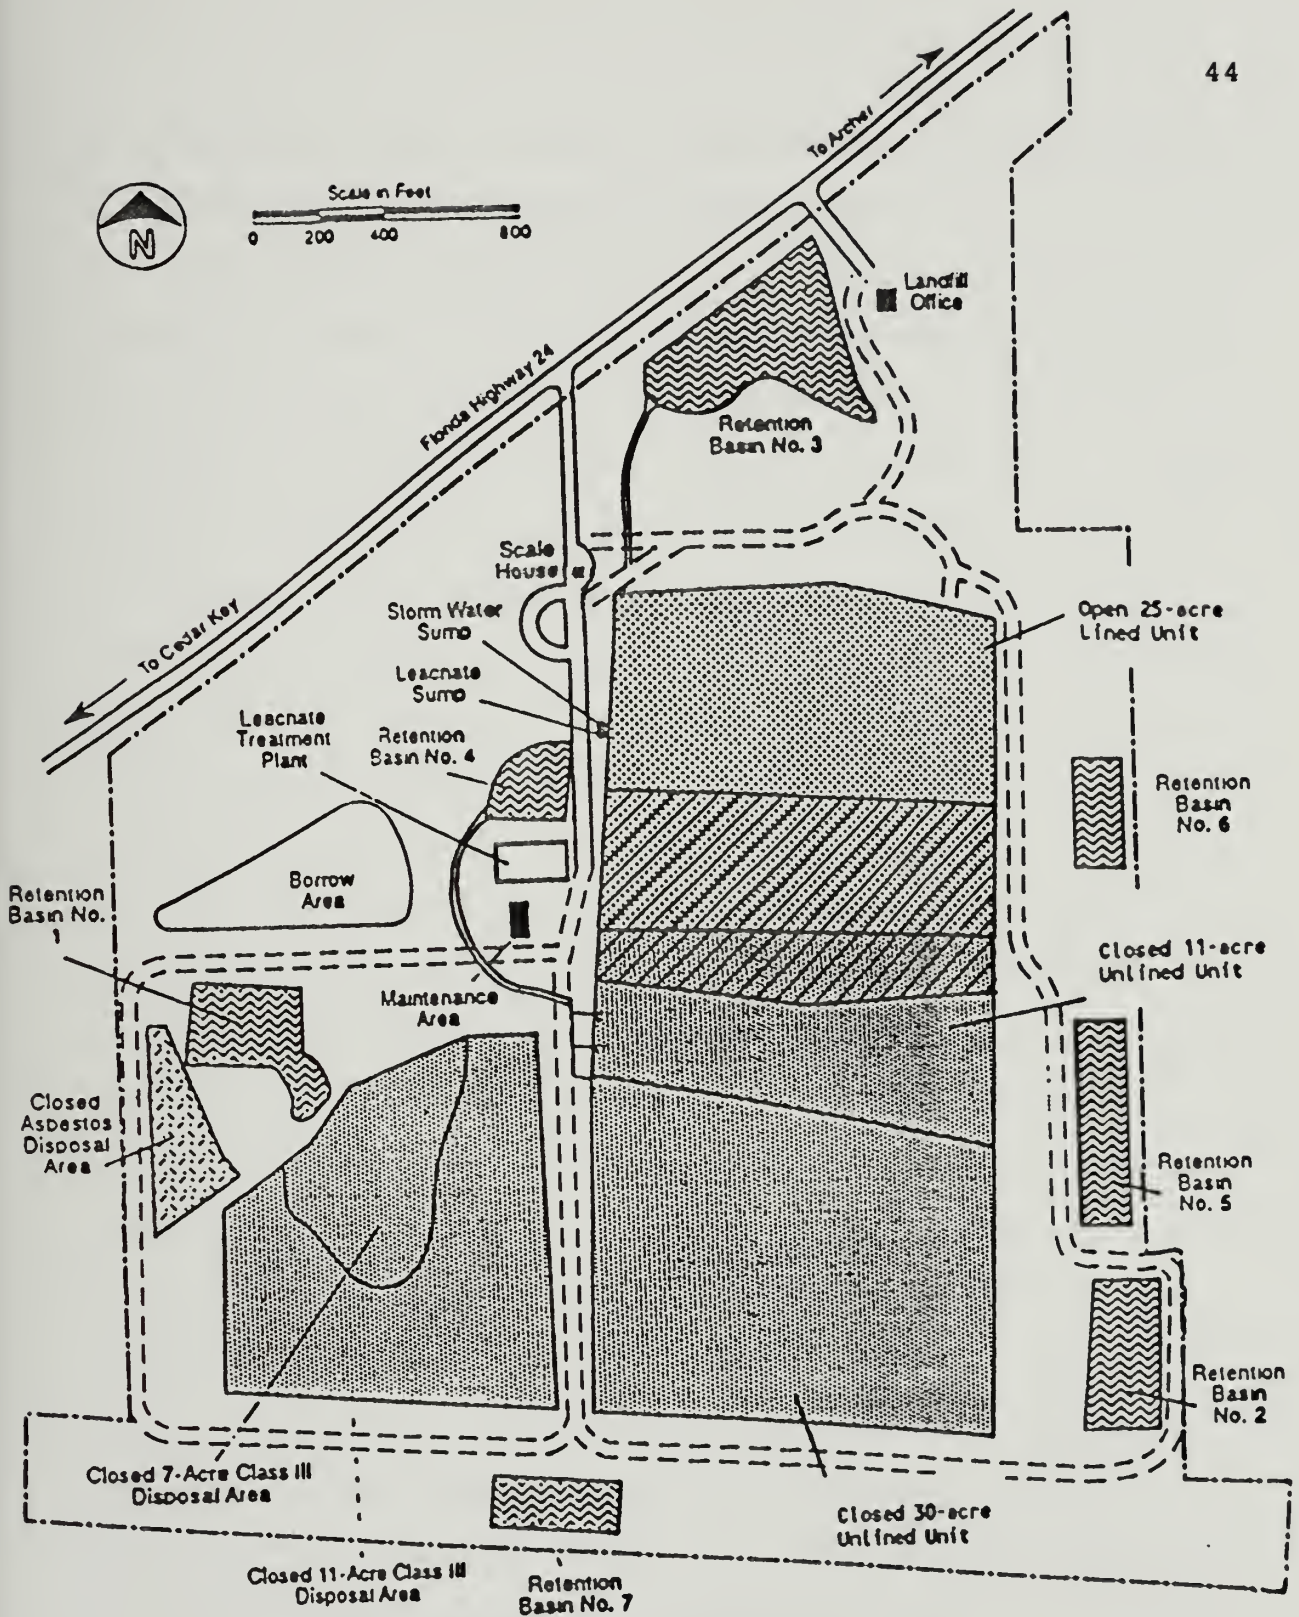 44
To Archer
Scale in Feet
0 200 400 800
N
Landfill
Office
Florida Highway 24
Retention
Basin No. 3
Scale
House
To Cedar Key
Storm Water
Sump
Open 25-acre
Lined Unit
Leacnate
Sump
Leacnate
Treatment
Plant
Retention
Basin No. 4
Retention
Basin
No. 6
Borrow
Area
Retention
Basin No.
1
Closed 11-acre
Unlined Unit
Maintenance
Area
Closed
Asbestos
Disposal
Area
Retention
Basin
No. 5
Retention
Basin
No. 2
Closed 7-Acre Class III
Disposal Area
Closed 30-acre
Unlined Unit
Closed 11-Acre Class III
Disposal Area
Retention
Basin No. 7